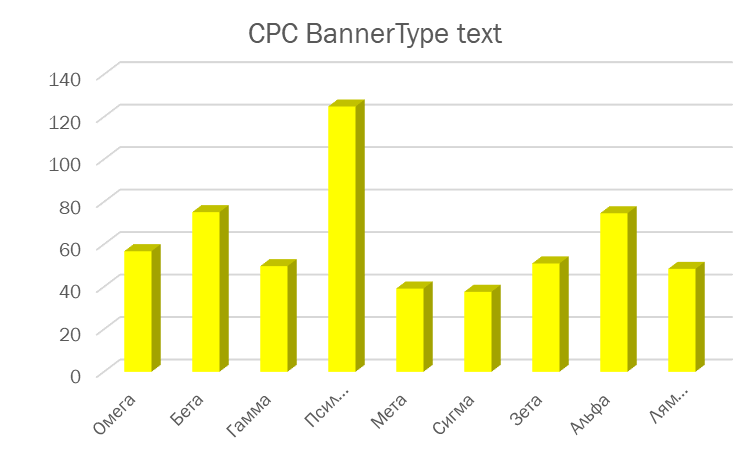 CPC BannerType text
140
120
100
80
60
40
20
0
Омега
Бета
Гамма
Псил...
Мета
Сигма
Зета
Альфа
Лям...